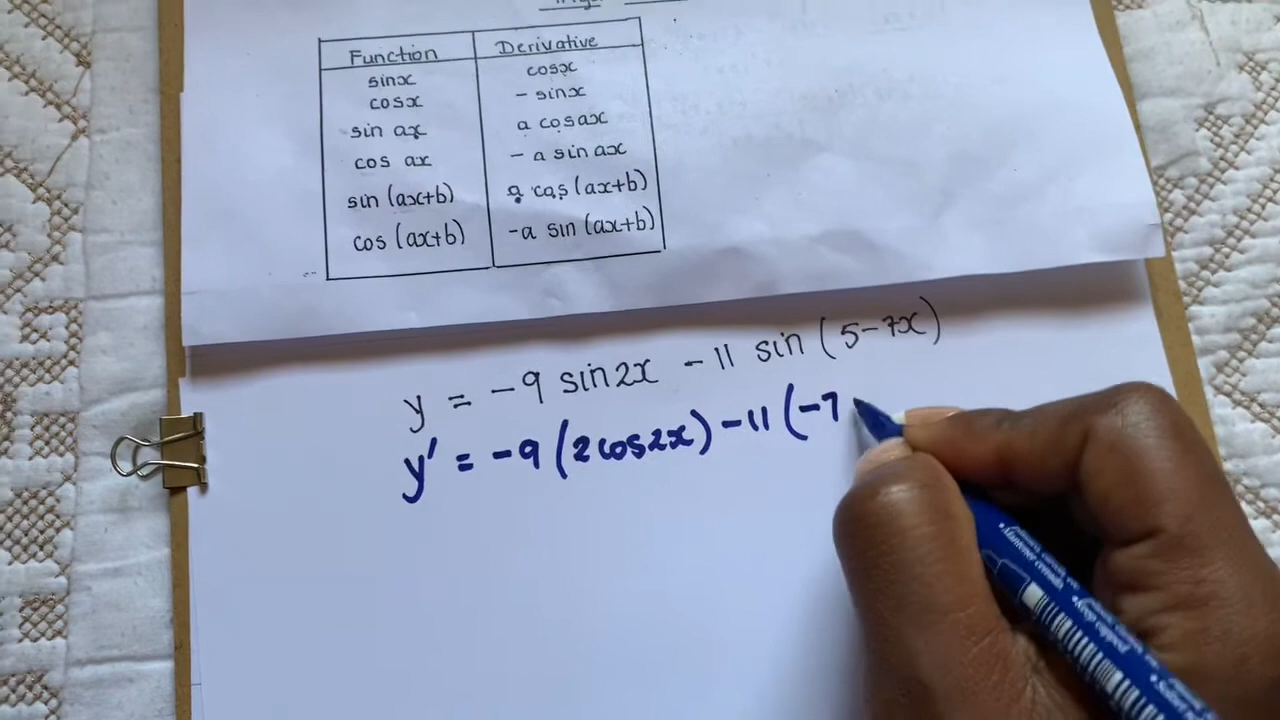 Function Derivative
sinx cosx
cosx - sinx
sin ax a cosax
cos ax - a sin ax
sin (ax+b) a cos (ax+b)
cos (ax+b) -a sin (ax+b)
y = -9 sin2x - 11 sin (5-7x)
y' = -9 (2cos2x) -11 (-7